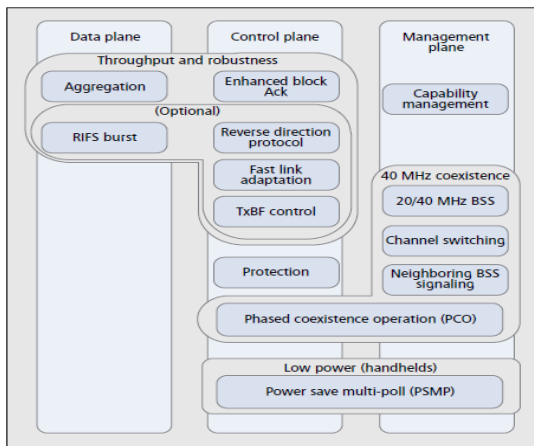 Data plane
Control plane
Management
plane
Throughput and robustness
Aggregation
Enhanced block
Ack
Capability
management
(Optional)
RIFS burst
Reverse direction
protocol
Fast link
adaptation
TxBF control
40 MHz coexistence
20/40 MHz BSS
Channel switching
Protection
Neighboring BSS
signaling
Phased coexistence operation (PCO)
Low power (handhelds)
Power save multi-poll (PSMP)